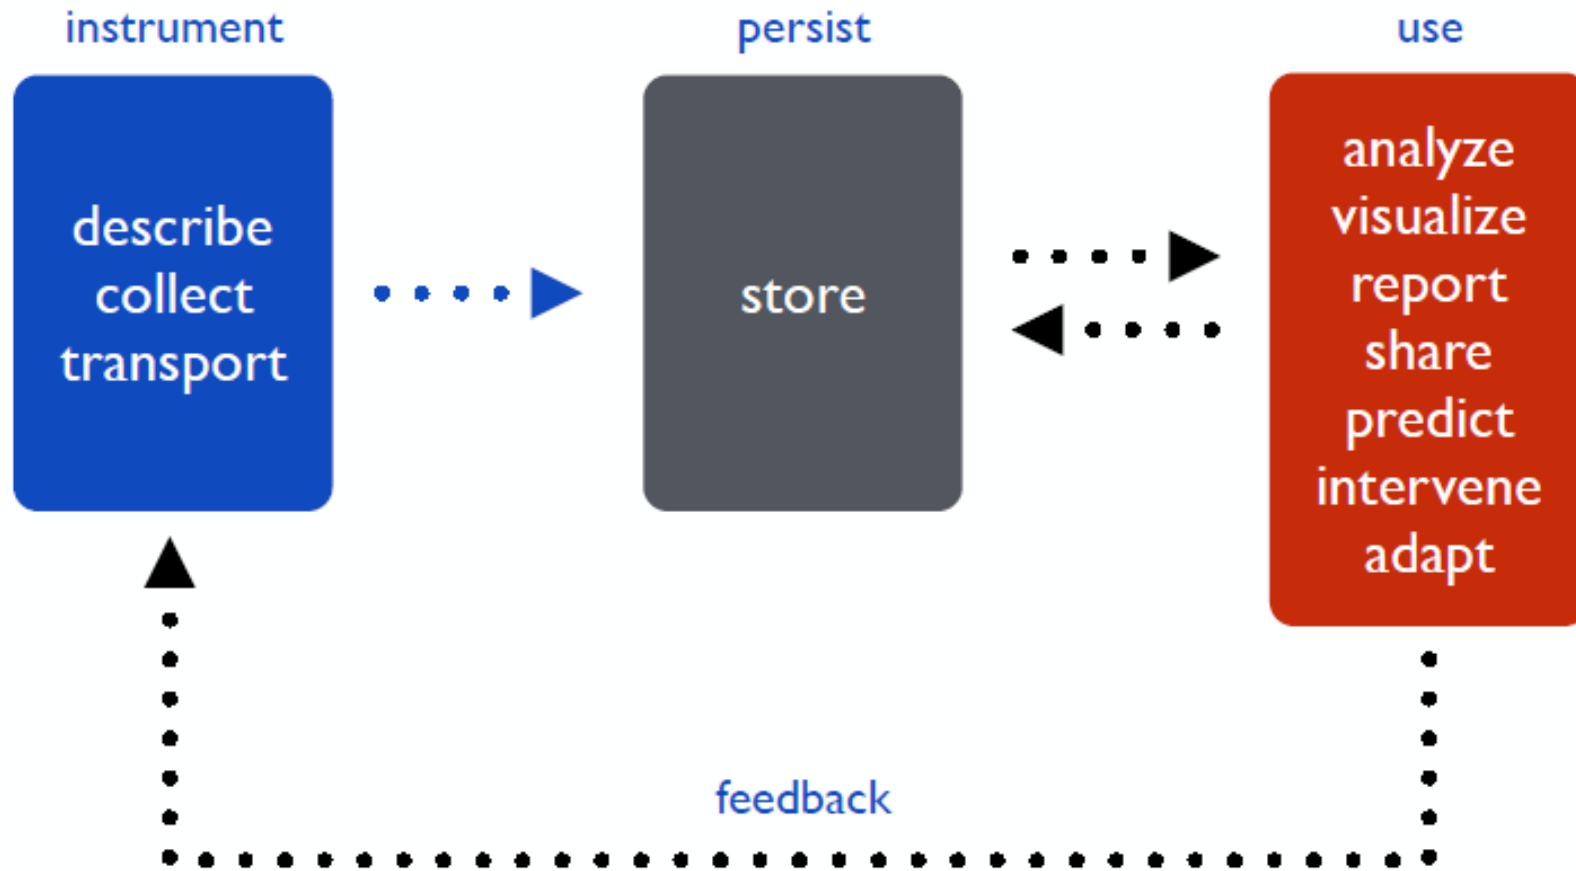 instrument
describe
collect
transport
persist
store
use
analyze
visualize
report
share
predict
intervene
adapt
feedback